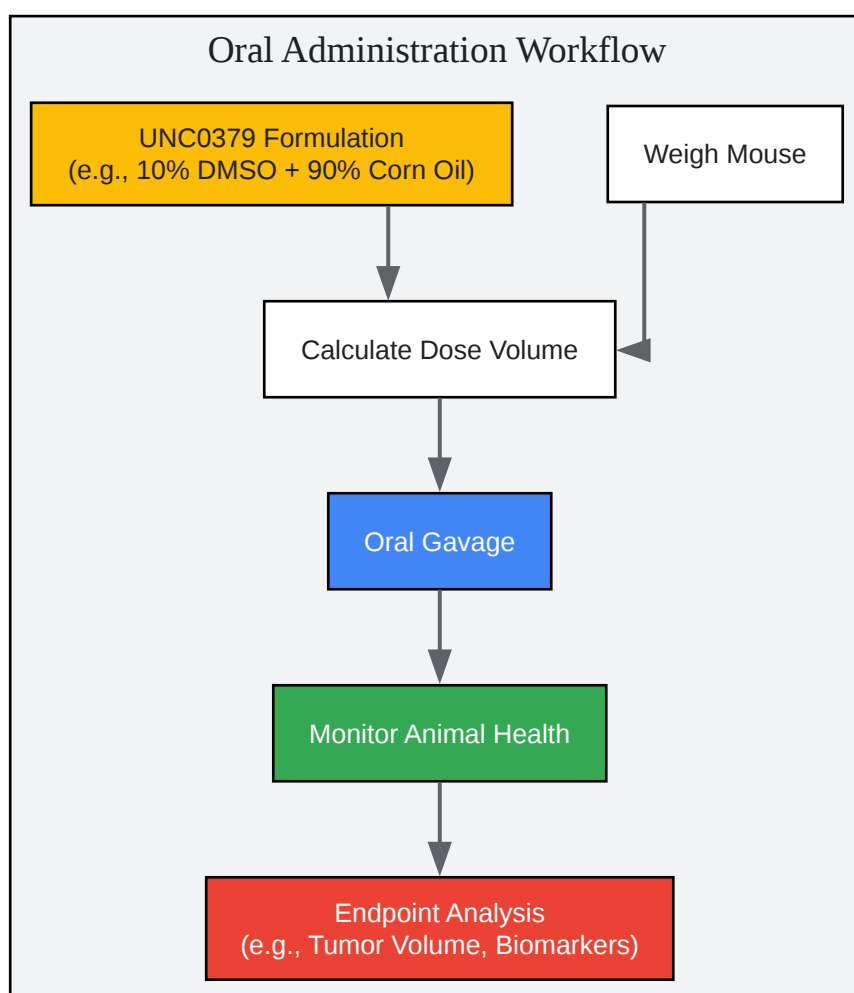 Oral Administration Workflow
UNC0379 Formulation
(e.g., 10% DMSO + 90% Corn Oil)
Weigh Mouse
Calculate Dose Volume
Oral Gavage
Monitor Animal Health
Endpoint Analysis
(e.g., Tumor Volume, Biomarkers)